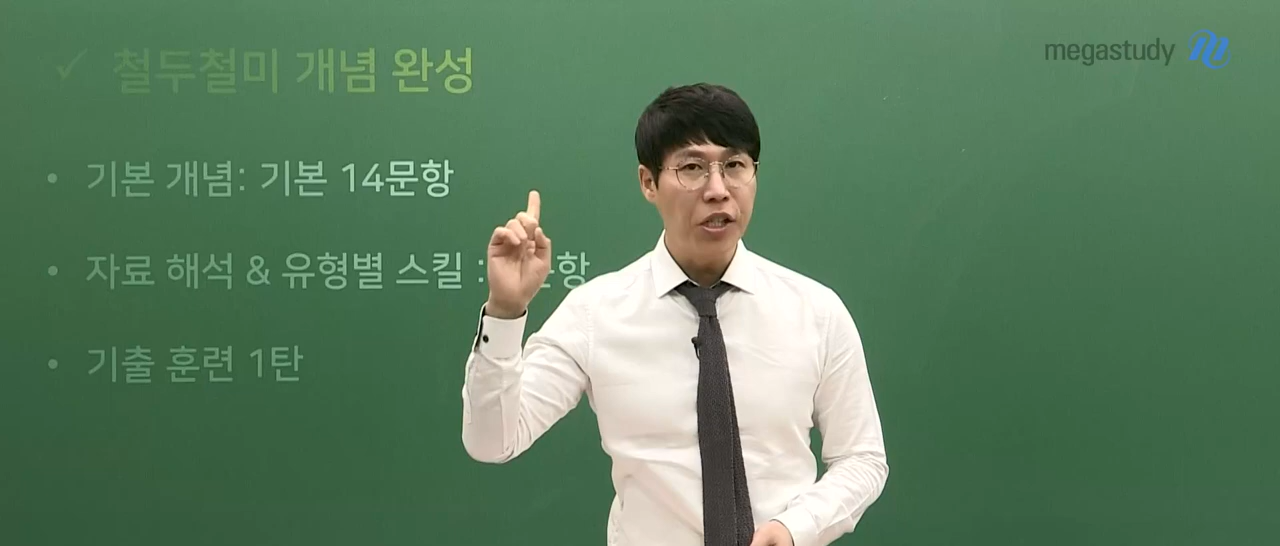 megastudy
✓ 철두철미 개념 완성
• 기본 개념: 기본 14문항
• 자료 해석 & 유형별 스킬 :
• 기출 훈련 1탄